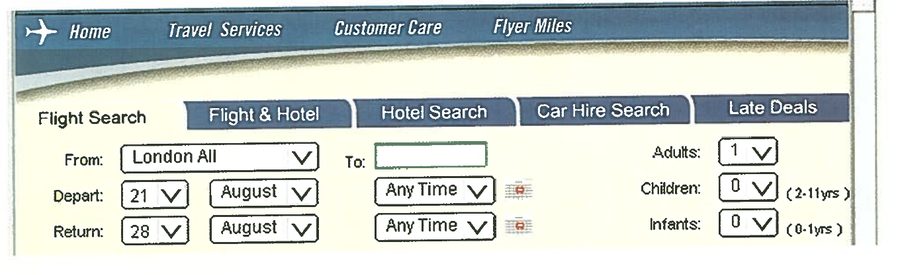 Home Travel Services Customer Care Flyer Miles
Flight Search Flight & Hotel Hotel Search Car Hire Search Late Deals
From: London All To: Adults: 1
Depart: 21 August Any Time Children: 0 (2-11yrs)
Return: 28 August Any Time Infants: 0 (0-1yrs)